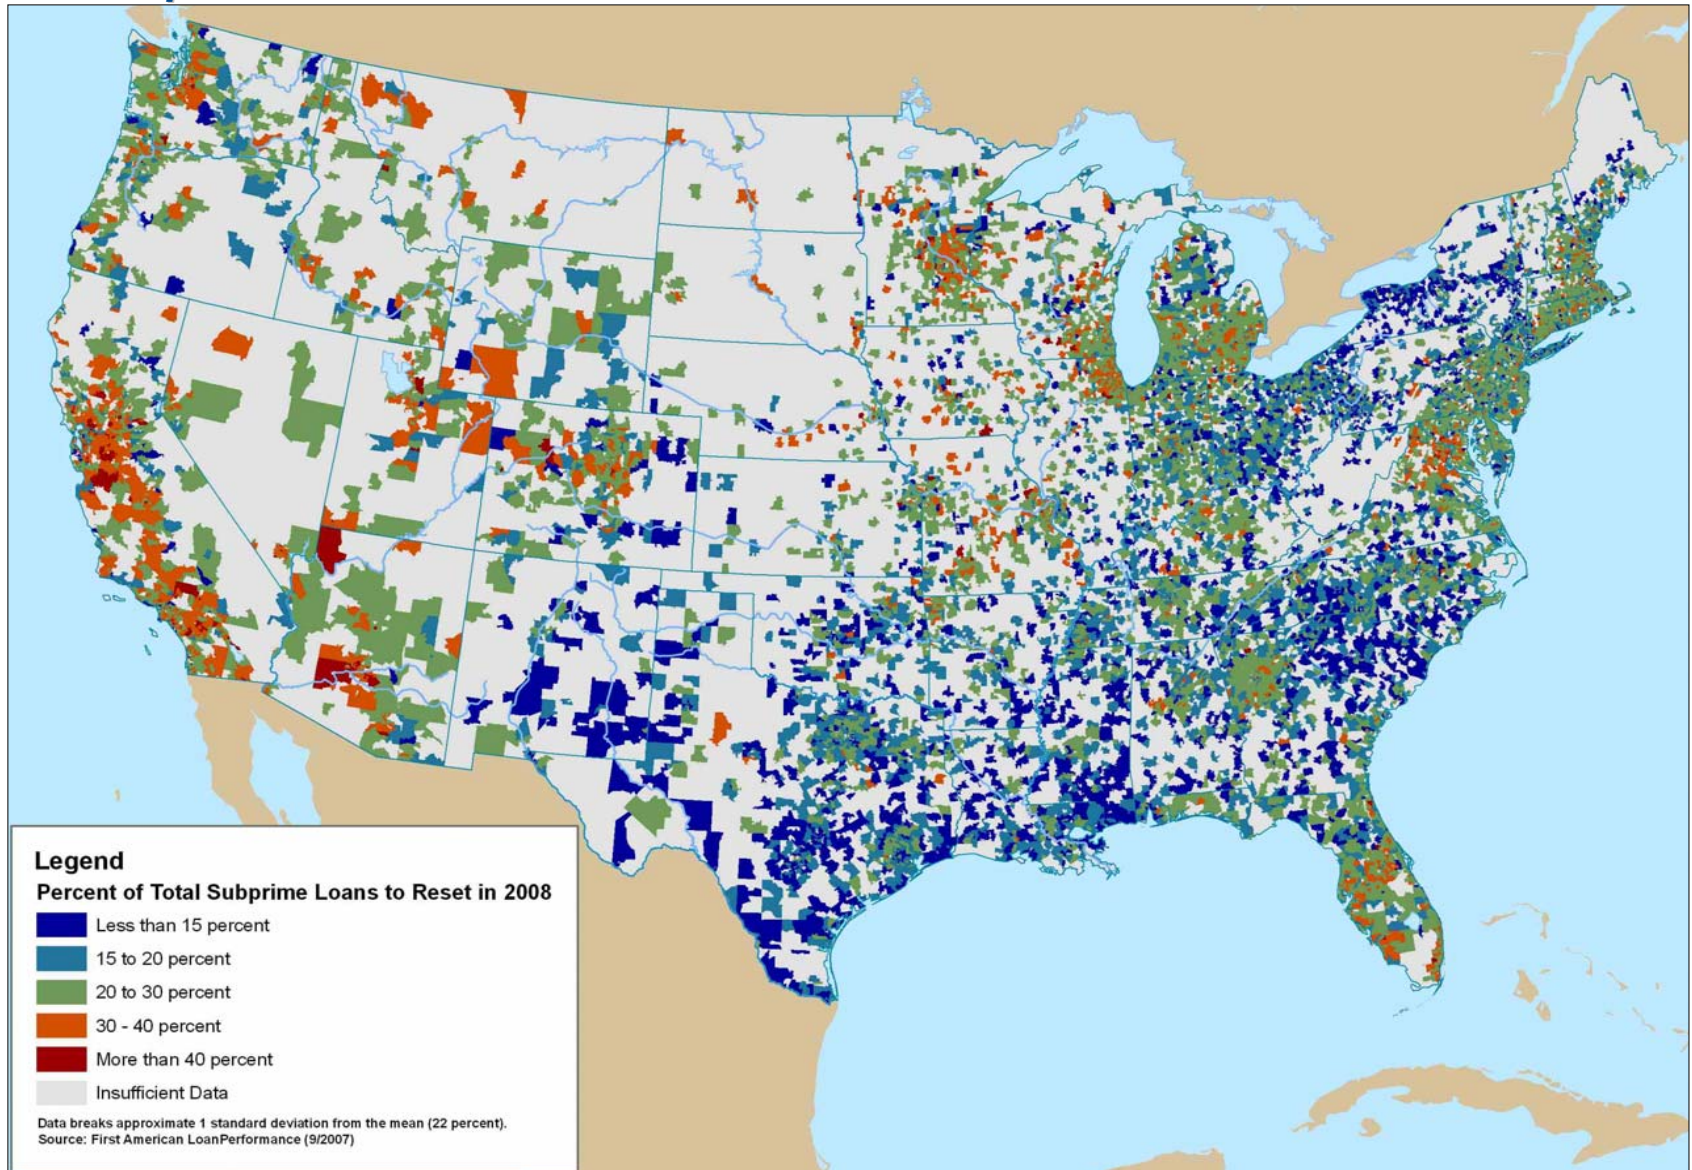 Legend
Percent of Total Subprime Loans to Reset in 2008
Less than 15 percent
15 to 20 percent
20 to 30 percent
30 - 40 percent
More than 40 percent
Insufficient Data
Data breaks approximate 1 standard deviation from the mean (22 percent).
Source: First American LoanPerformance (9/2007)